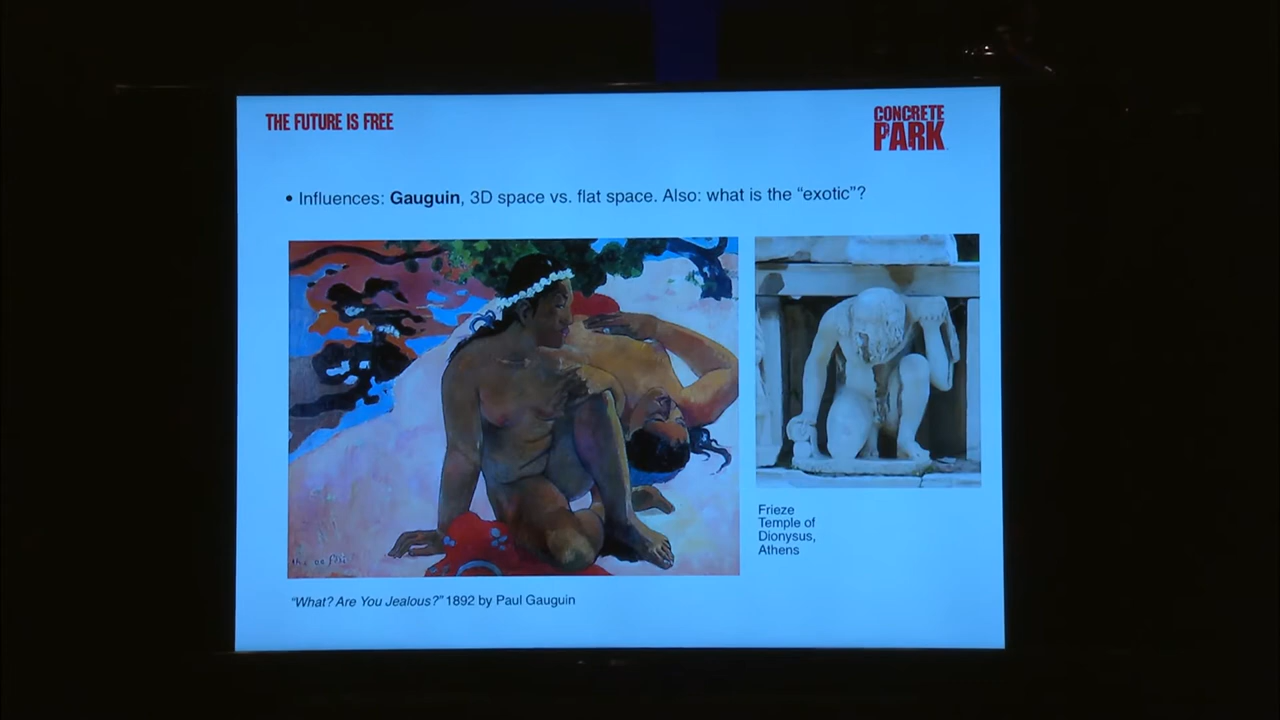 THE FUTURE IS FREE
CONCRETE
PARK
• Influences: Gauguin, 3D space vs. flat space. Also: what is the “exotic”?
Frieze
Temple of
Dionysus,
Athens
“What? Are You Jealous?” 1892 by Paul Gauguin